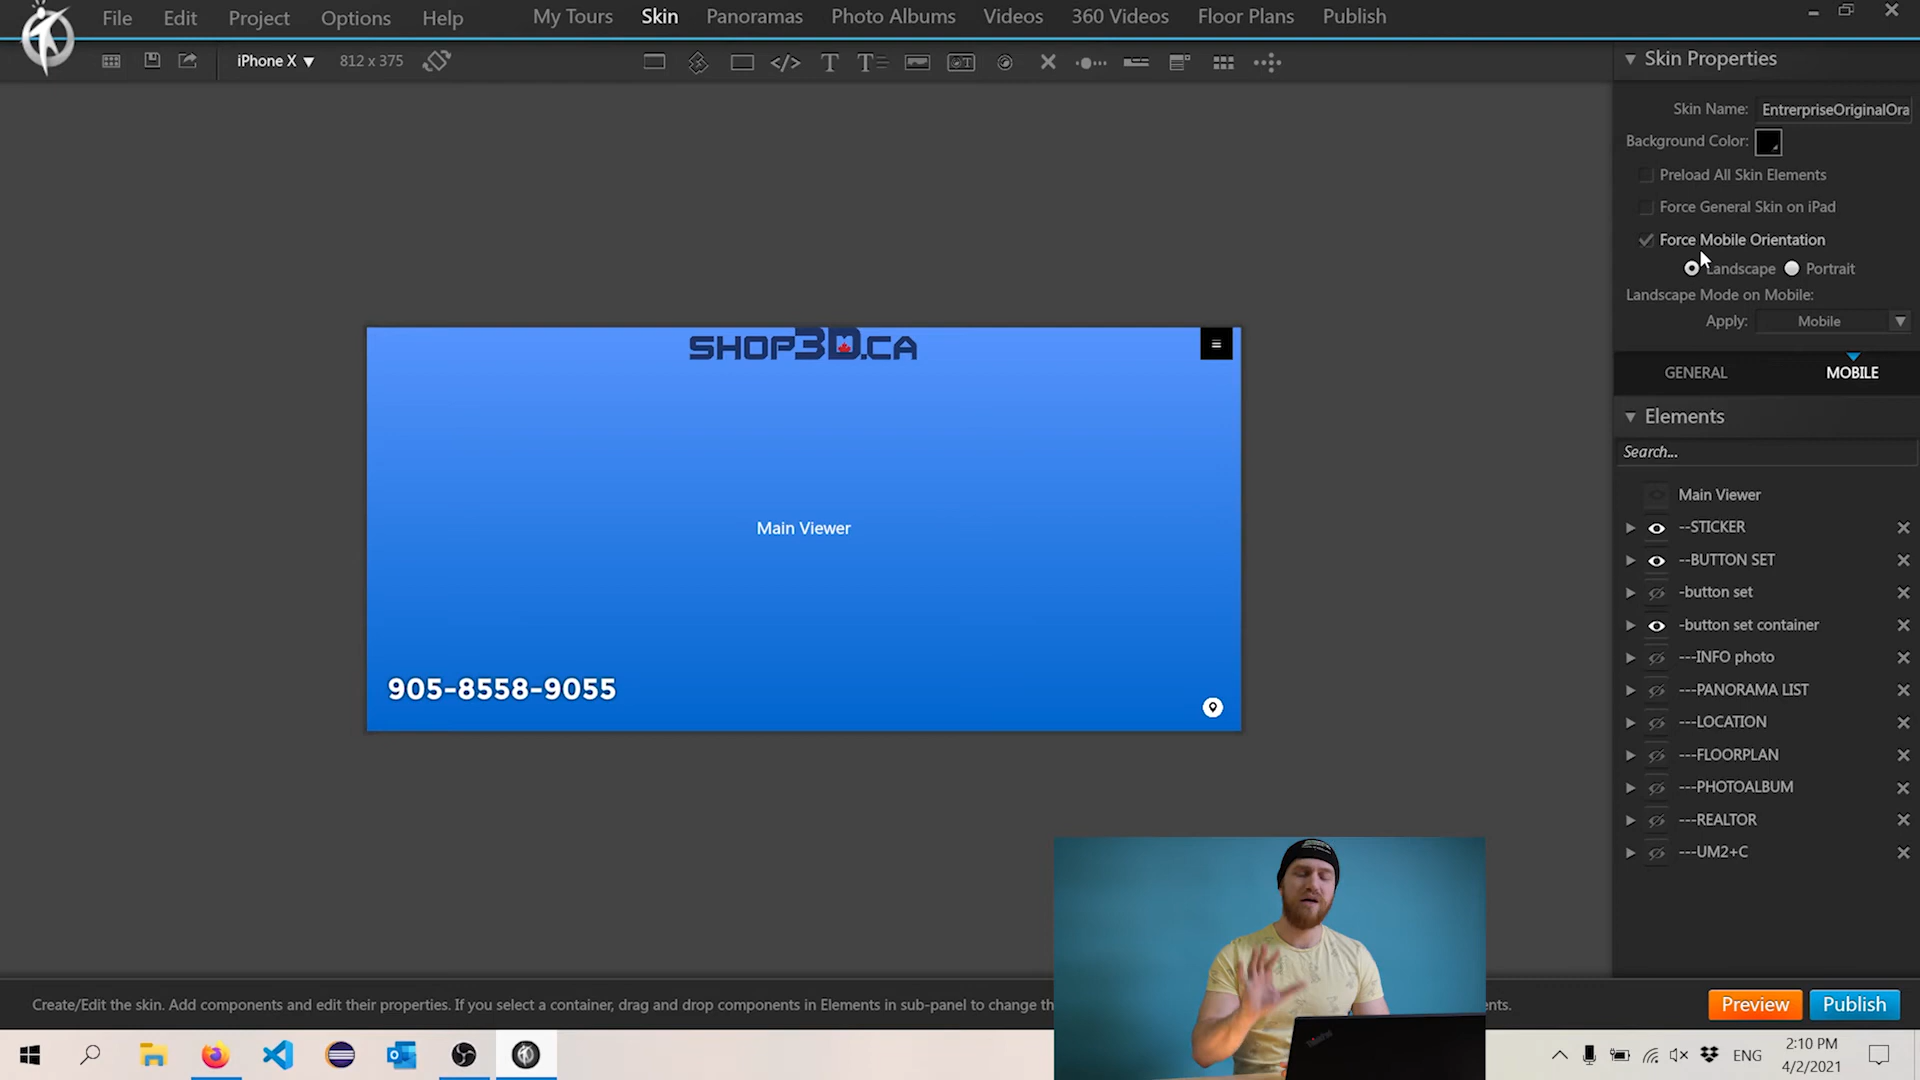 File Edit Project Options Help My Tours Skin Panoramas Photo Albums Videos 360 Videos Floor Plans Publish
iPhone X 812 x 375
Skin Properties
Skin Name: EntrerpriseOriginalOra
Background Color:
Preload All Skin Elements
Force General Skin on iPad
Force Mobile Orientation
Landscape Portrait
Landscape Mode on Mobile:
Apply: Mobile
GENERAL MOBILE
Elements
Search...
Main Viewer
--STICKER
--BUTTON SET
-button set
-button set container
---INFO photo
---PANORAMA LIST
---LOCATION
---FLOORPLAN
---PHOTOALBUM
---REALTOR
---UM2+C
SHOP3D.CA
Main Viewer
905-8558-9055
Create/Edit the skin. Add components and edit their properties. If you select a container, drag and drop components in Elements in sub-panel to change th
nts.
Preview Publish
ThinkPad
ENG
2:10 PM
4/2/2021